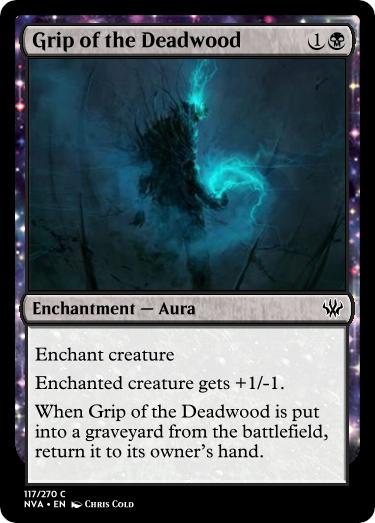 Grip of the Deadwood 1
Enchantment — Aura
Enchant creature
Enchanted creature gets +1/-1.
When Grip of the Deadwood is put
into a graveyard from the battlefield,
return it to its owner's hand.
117/270 C
NVA • EN Chris Cold